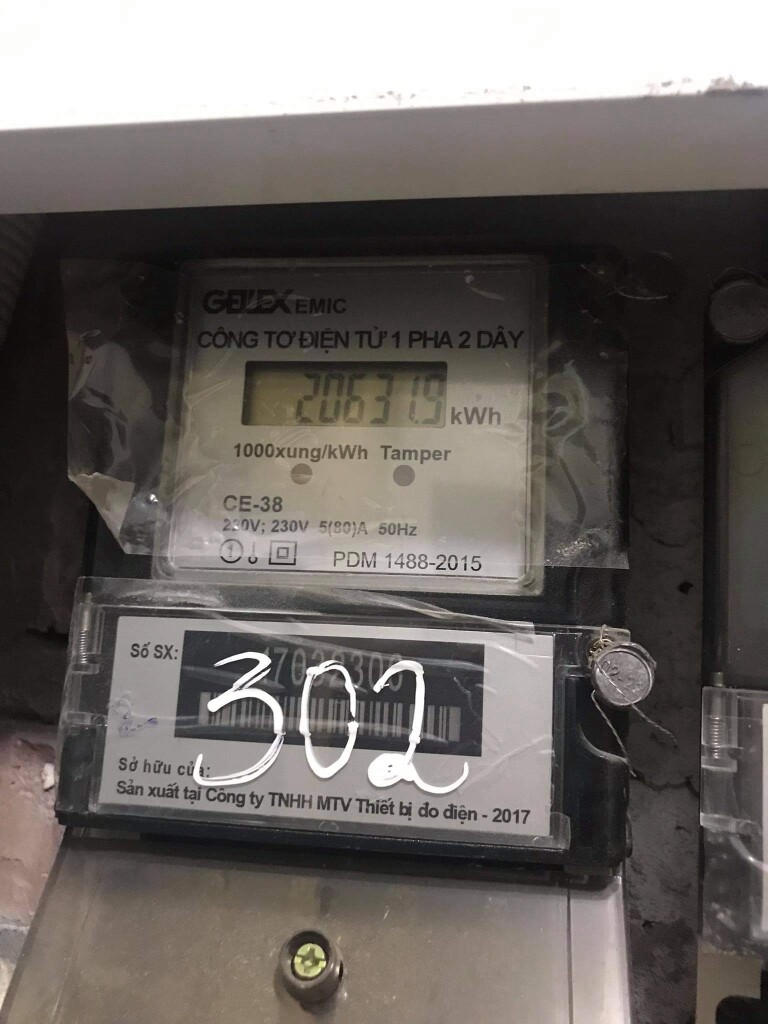 GELEX EMIC
CÔNG TƠ ĐIỆN TỬ 1 PHA 2 DÂY
20631.9 kWh
1000xung/kWh Tamper
CE-38
230V; 230V 5(80)A 50Hz
1
PDM 1488-2015
Số SX:
302
Sở hữu của:
Sản xuất tại Công ty TNHH MTV Thiết bị đo điện - 2017